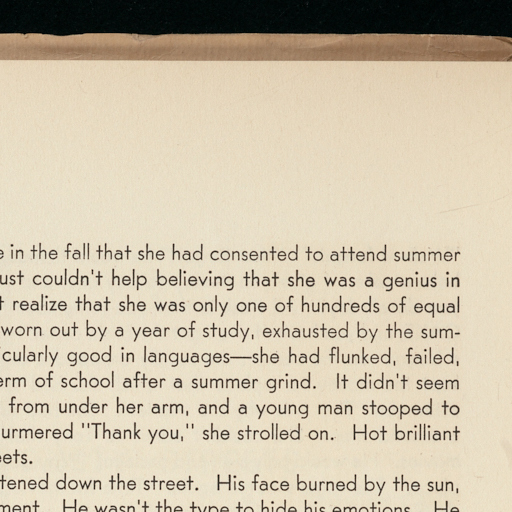 e in the fall that she had consented to attend summer
ust couldn't help believing that she was a genius in
t realize that she was only one of hundreds of equal
worn out by a year of study, exhausted by the sum-
icularly good in languages—she had flunked, failed,
erm of school after a summer grind. It didn't seem
from under her arm, and a young man stooped to
urmered "Thank you," she strolled on. Hot brilliant
eets.
tened down the street. His face burned by the sun,
ment. He wasn't the type to hide his emotions. He